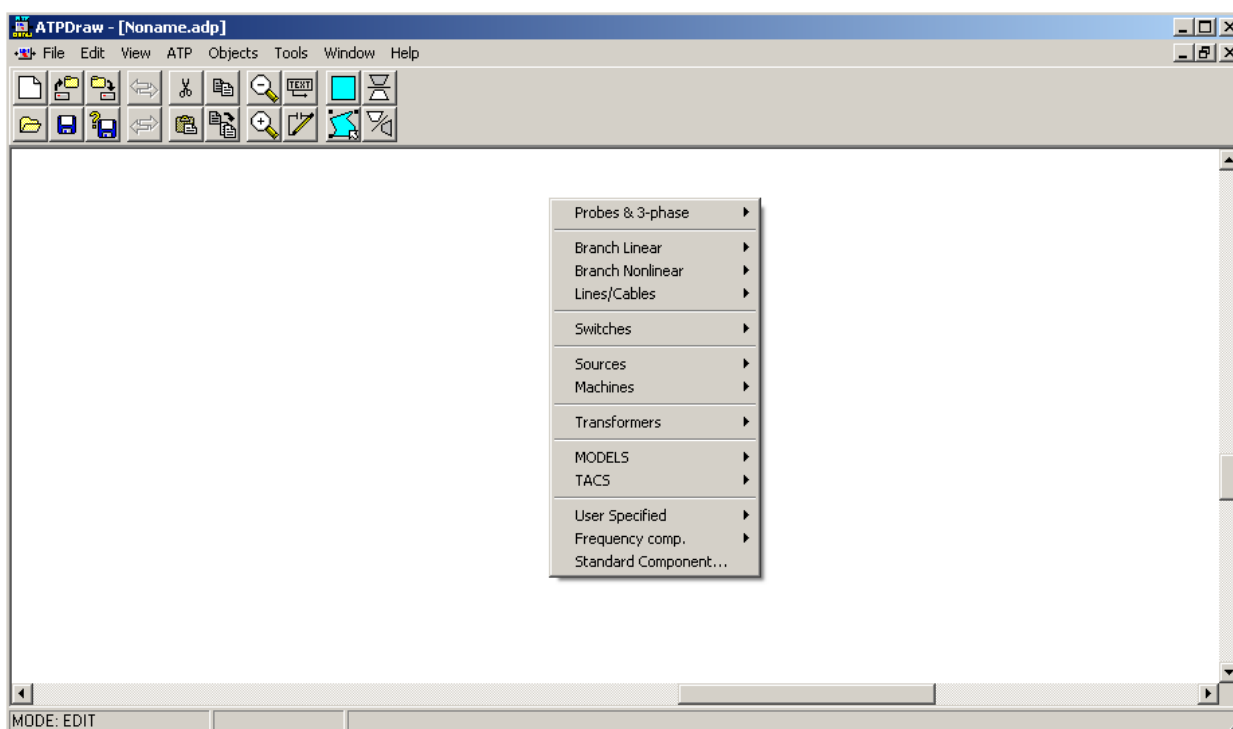 ATPDraw - [Noname.adp]
File Edit View ATP Objects Tools Window Help
TEXT
Probes & 3-phase
Branch Linear
Branch Nonlinear
Lines/Cables
Switches
Sources
Machines
Transformers
MODELS
TACS
User Specified
Frequency comp.
Standard Component...
MODE: EDIT